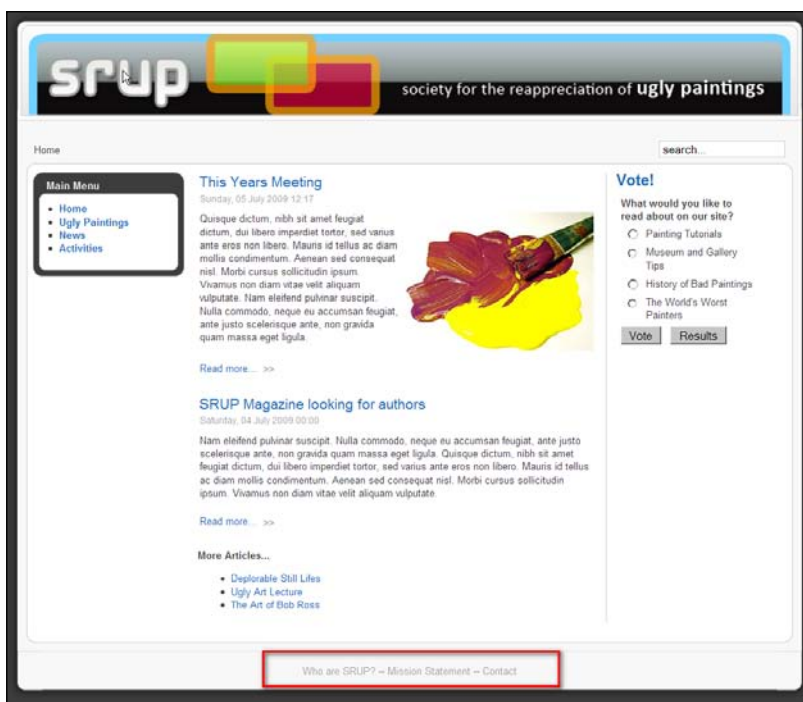 srup
society for the reappreciation of ugly paintings
Home
search...
Main Menu
Home
Ugly Paintings
News
Activities
This Years Meeting
Sunday, 05 July 2009 12:17
Quisque dictum, nibh sit amet feugiat
dictum, dui libero imperdiet tortor, sed varius
ante eros non libero. Mauris id tellus ac diam
mollis condimentum. Aenean sed consequat
nisl. Morbi cursus sollicitudin ipsum.
Vivamus non diam vitae velit aliquam
vulputate. Nam eleifend pulvinar suscipit.
Nulla commodo, neque eu accumsan feugiat,
ante justo scelerisque ante, non gravida
quam massa eget ligula.
Read more... >>
SRUP Magazine looking for authors
Saturday, 04 July 2009 00:00
Nam eleifend pulvinar suscipit. Nulla commodo, neque eu accumsan feugiat, ante justo
scelerisque ante, non gravida quam massa eget ligula. Quisque dictum, nibh sit amet
feugiat dictum, dui libero imperdiet tortor, sed varius ante eros non libero. Mauris id tellus
ac diam mollis condimentum. Aenean sed consequat nisl. Morbi cursus sollicitudin
ipsum. Vivamus non diam vitae velit aliquam vulputate.
Read more... >>
More Articles...
Deplorable Still Lifes
Ugly Art Lecture
The Art of Bob Ross
Vote!
What would you like to
read about on our site?
Painting Tutorials
Museum and Gallery
Tips
History of Bad Paintings
The World's Worst
Painters
Vote Results
Who are SRUP? -- Mission Statement -- Contact